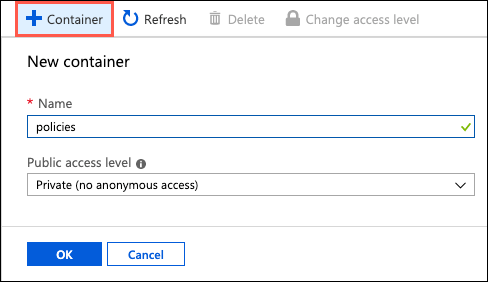 Container Refresh Delete Change access level
New container
* Name
policies
Public access level
Private (no anonymous access)
OK Cancel